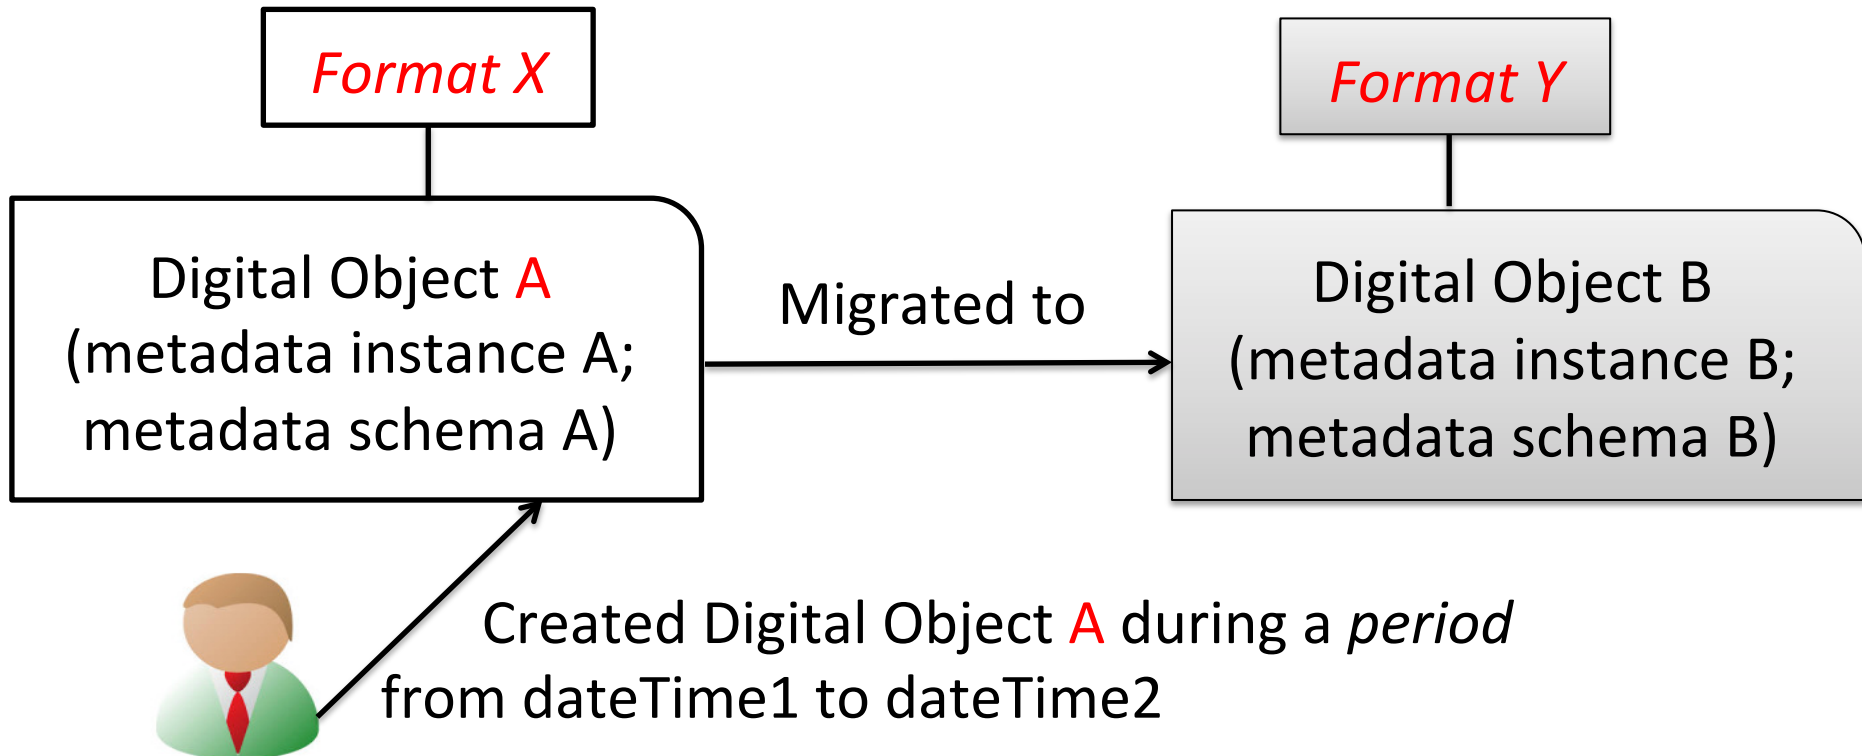 Format X
Format Y
Digital Object A
(metadata instance A;
metadata schema A)
Migrated to
Digital Object B
(metadata instance B;
metadata schema B)
Created Digital Object A during a period
from dateTime1 to dateTime2